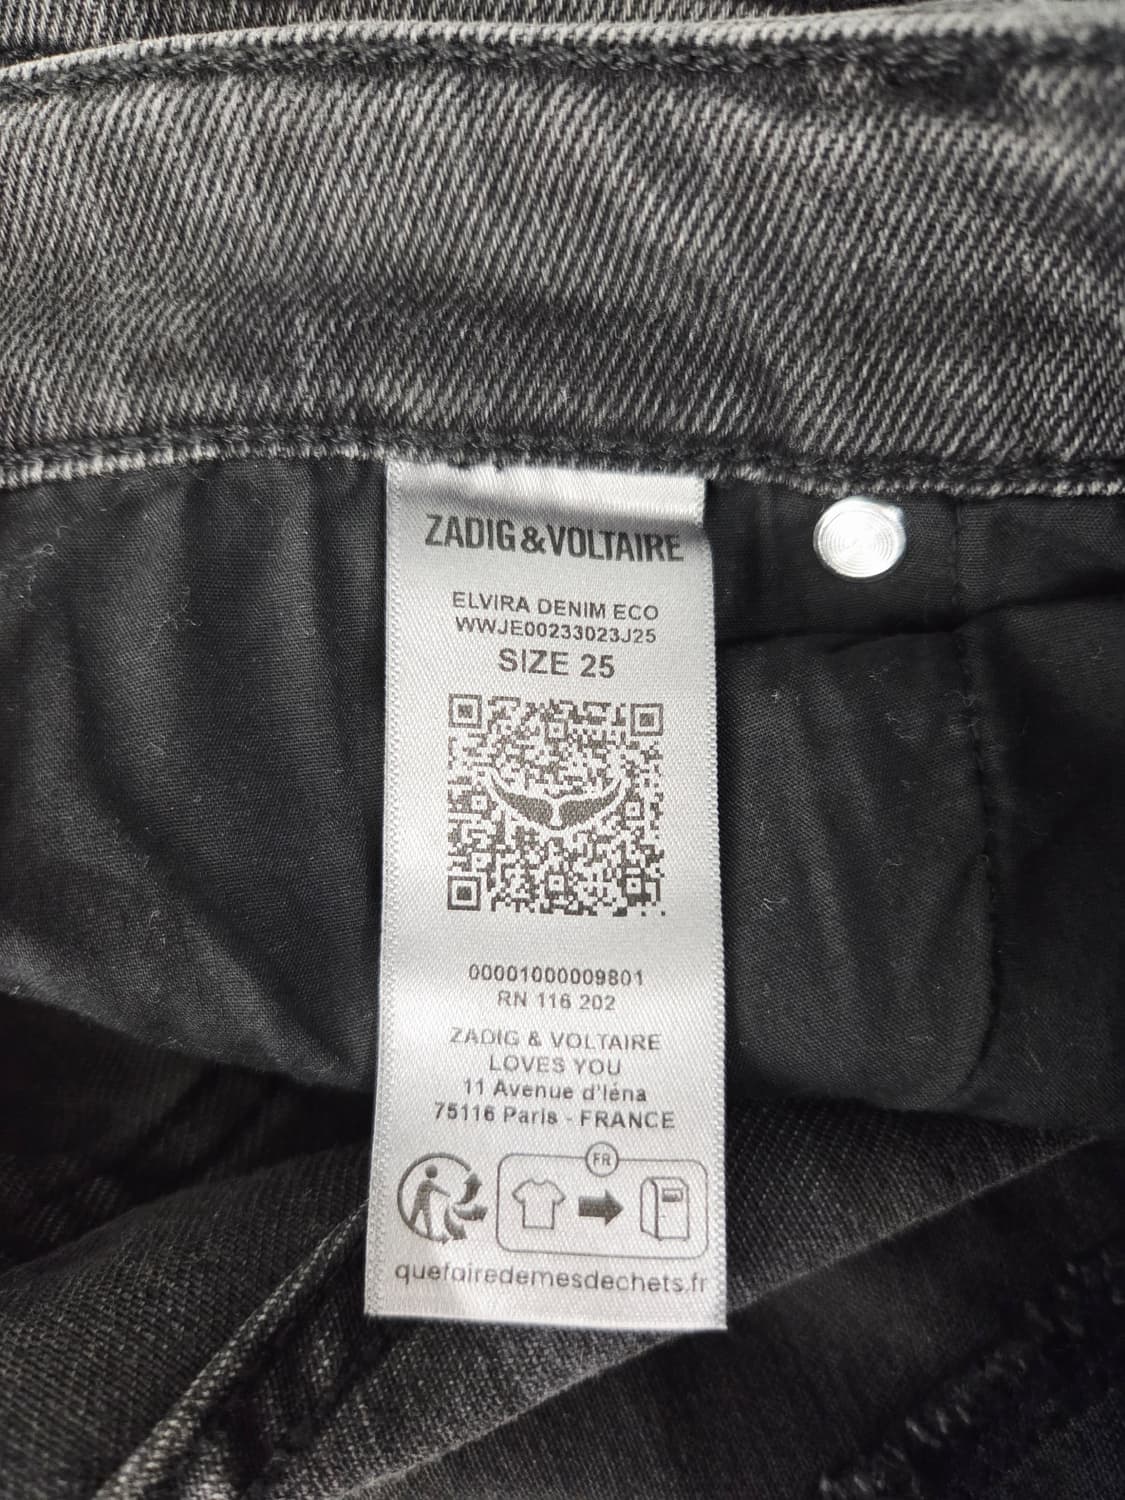 ZADIG&VOLTAIRE
ELVIRA DENIM ECO
WWJE00233023J25
SIZE 25
00001000009801
RN 116 202
ZADIG & VOLTAIRE
LOVES YOU
11 Avenue d'Iéna
75116 Paris - FRANCE
FR
quefairedemesdechets.fr